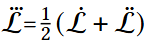 ℒ⃛=½(ℒ̇ + ℒ̈)